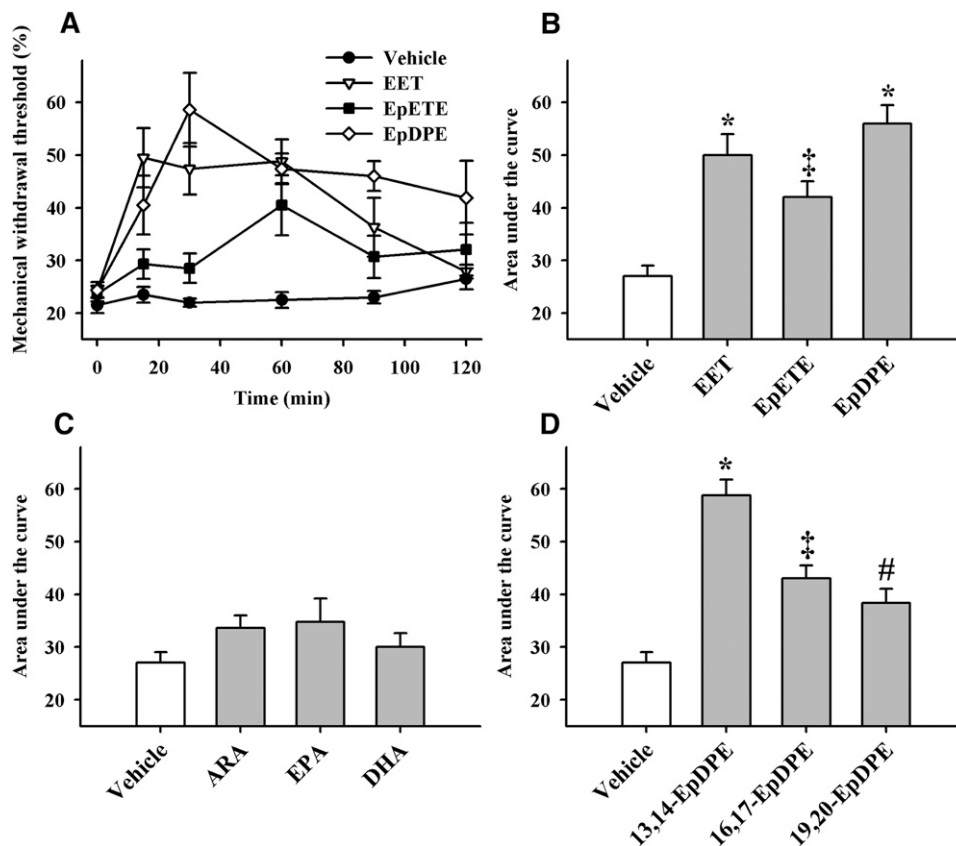 A
Mechanical withdrawal threshold (%)
60
50
40
30
20
0
20
40
60
80
100
120
Time (min)
Vehicle
EET
EpETE
EpDPE
B
Area under the curve
60
50
40
30
20
*
‡
*
Vehicle
EET
EpETE
EpDPE
C
Area under the curve
60
50
40
30
20
Vehicle
ARA
EPA
DHA
D
Area under the curve
60
50
40
30
20
*
‡
#
Vehicle
13,14-EpDPE
16,17-EpDPE
19,20-EpDPE